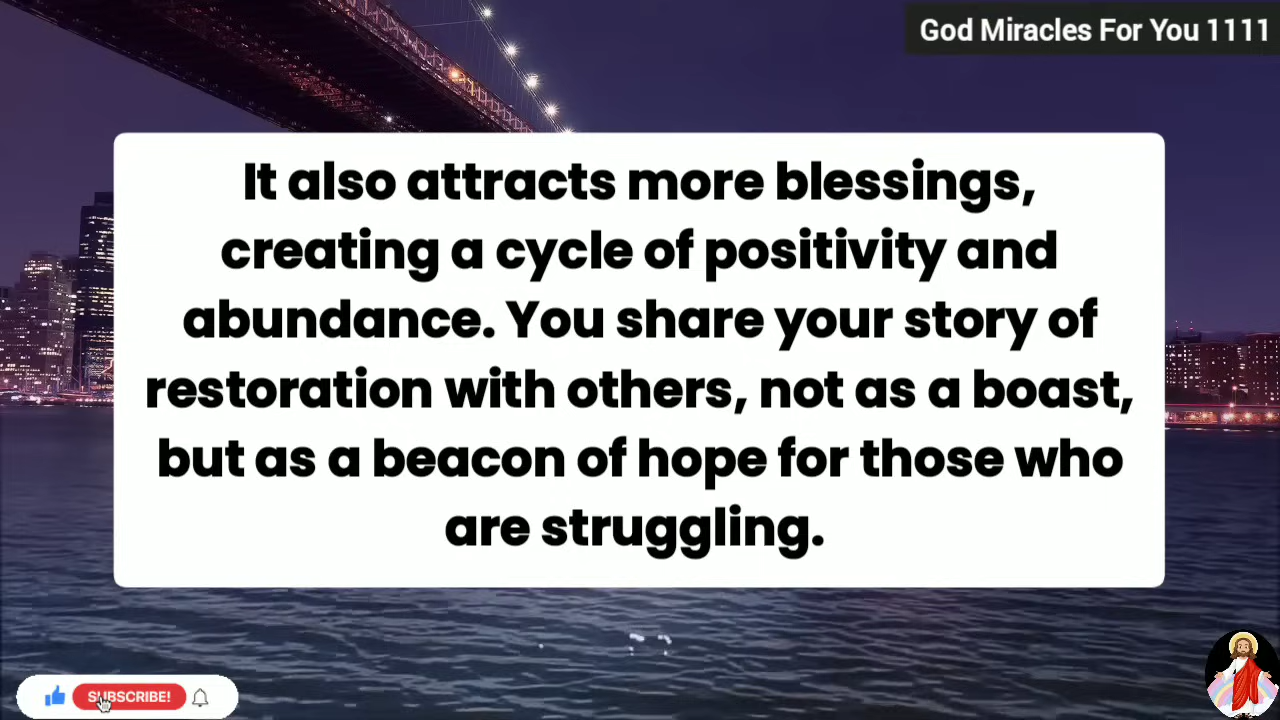 God Miracles For You 1111
It also attracts more blessings,
creating a cycle of positivity and
abundance. You share your story of
restoration with others, not as a boast,
but as a beacon of hope for those who
are struggling.
SUBSCRIBE!